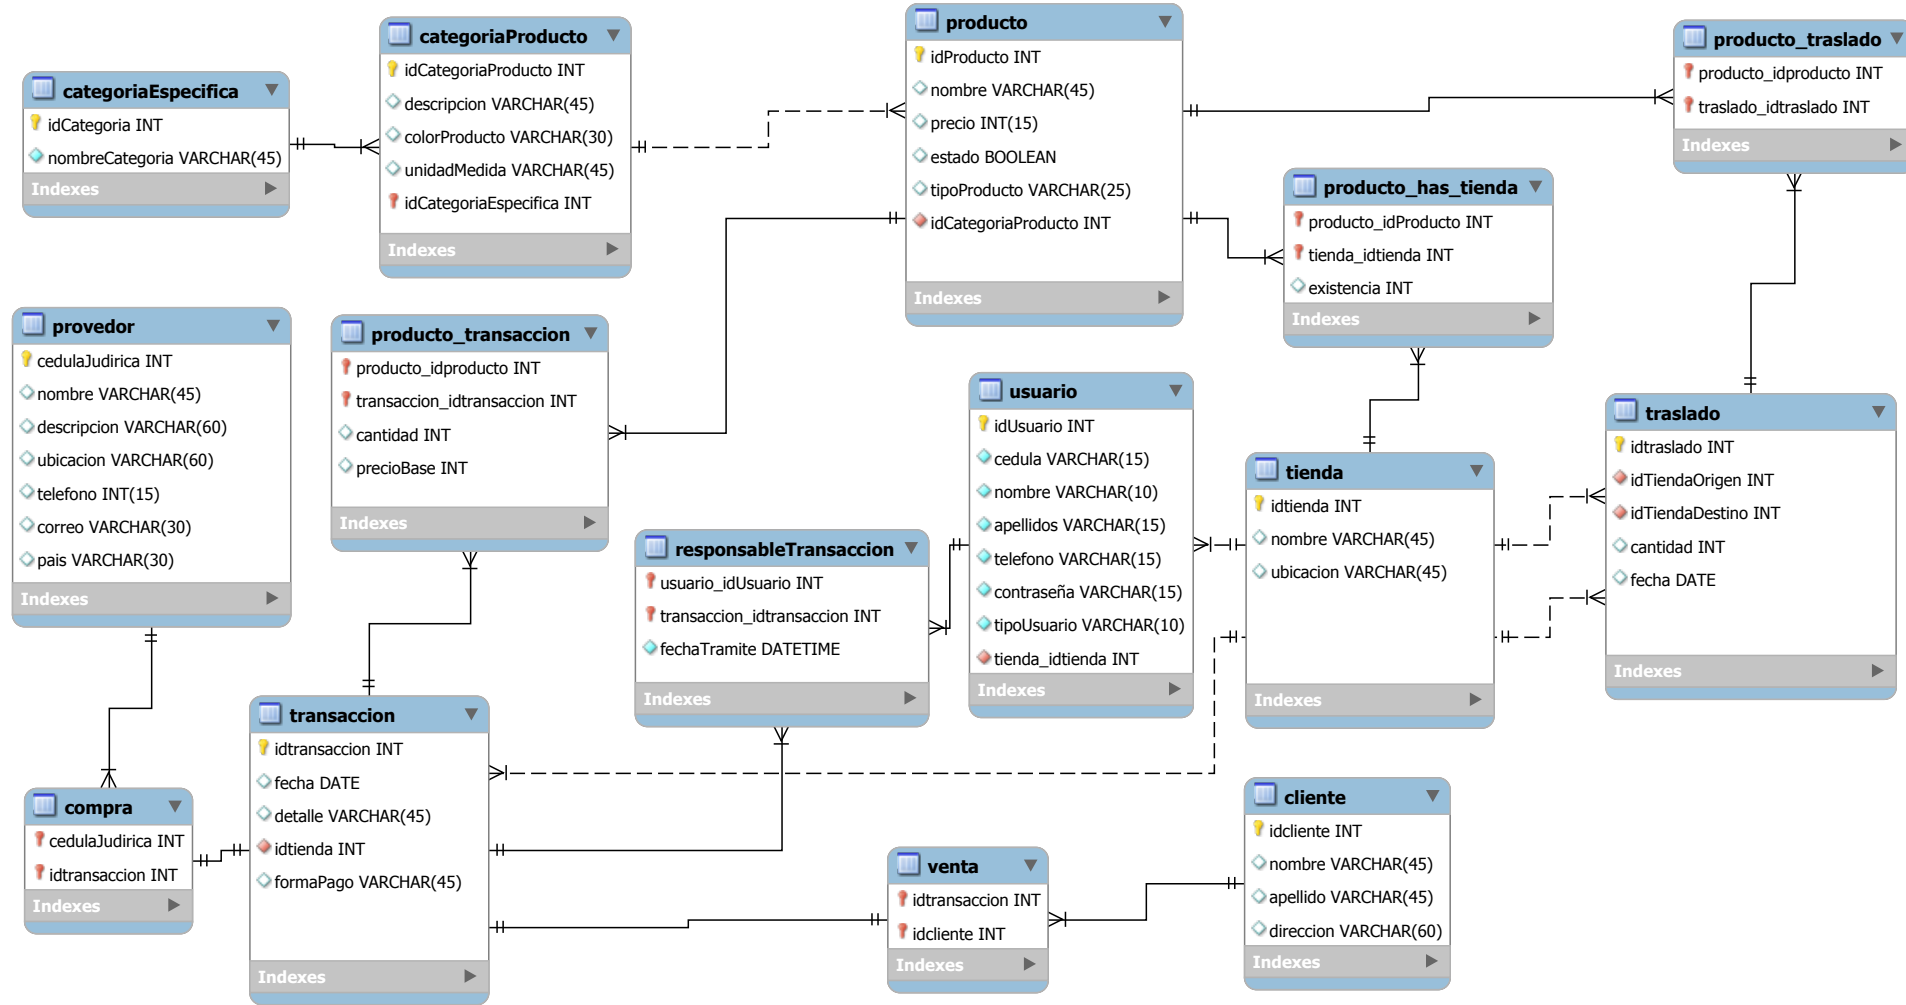 categoriaEspecifica
idCategoria INT
nombreCategoria VARCHAR(45)
Indexes
categoriaProducto
idCategoriaProducto INT
descripcion VARCHAR(45)
colorProducto VARCHAR(30)
unidadMedida VARCHAR(45)
idCategoriaEspecifica INT
Indexes
producto
idProducto INT
nombre VARCHAR(45)
precio INT(15)
estado BOOLEAN
tipoProducto VARCHAR(25)
idCategoriaProducto INT
Indexes
producto_traslado
producto_idproducto INT
traslado_idtraslado INT
Indexes
producto_has_tienda
producto_idProducto INT
tienda_idtienda INT
existencia INT
Indexes
provedor
cedulaJudirica INT
nombre VARCHAR(45)
descripcion VARCHAR(60)
ubicacion VARCHAR(60)
telefono INT(15)
correo VARCHAR(30)
pais VARCHAR(30)
Indexes
producto_transaccion
producto_idproducto INT
transaccion_idtransaccion INT
cantidad INT
precioBase INT
Indexes
responsableTransaccion
usuario_idUsuario INT
transaccion_idtransaccion INT
fechaTramite DATETIME
Indexes
usuario
idUsuario INT
cedula VARCHAR(15)
nombre VARCHAR(10)
apellidos VARCHAR(15)
telefono VARCHAR(15)
contraseña VARCHAR(15)
tipoUsuario VARCHAR(10)
tienda_idtienda INT
Indexes
tienda
idtienda INT
nombre VARCHAR(45)
ubicacion VARCHAR(45)
Indexes
traslado
idtraslado INT
idTiendaOrigen INT
idTiendaDestino INT
cantidad INT
fecha DATE
Indexes
compra
cedulaJudirica INT
idtransaccion INT
Indexes
transaccion
idtransaccion INT
fecha DATE
detalle VARCHAR(45)
idtienda INT
formaPago VARCHAR(45)
Indexes
venta
idtransaccion INT
idcliente INT
Indexes
cliente
idcliente INT
nombre VARCHAR(45)
apellido VARCHAR(45)
direccion VARCHAR(60)
Indexes